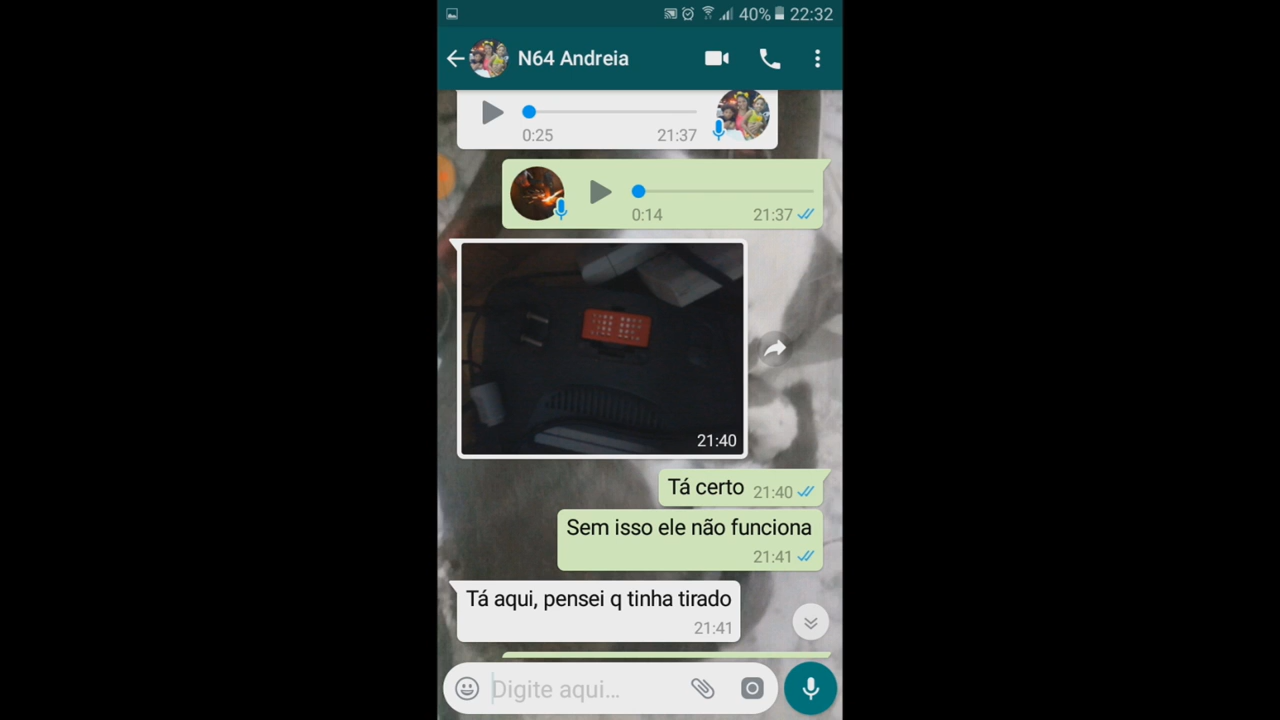 40% 22:32
N64 Andreia
0:25 21:37
0:14 21:37
21:40
Tá certo 21:40
Sem isso ele não funciona
21:41
Tá aqui, pensei q tinha tirado
21:41
Digite aqui...